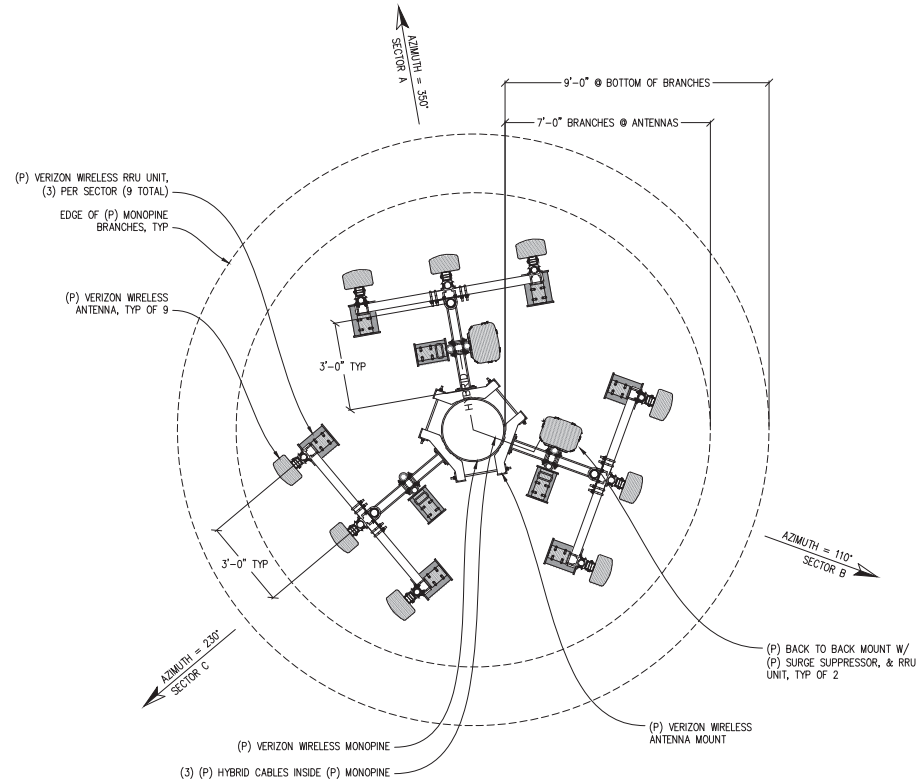 AZIMUTH = 350°
SECTOR A
9'-0" @ BOTTOM OF BRANCHES
7'-0" BRANCHES @ ANTENNAS
(P) VERIZON WIRELESS RRU UNIT,
(3) PER SECTOR (9 TOTAL)
EDGE OF (P) MONOPINE
BRANCHES, TYP
(P) VERIZON WIRELESS
ANTENNA, TYP OF 9
3'-0" TYP
3'-0" TYP
AZIMUTH = 110°
SECTOR B
AZIMUTH = 230°
SECTOR C
(P) BACK TO BACK MOUNT W/
(P) SURGE SUPPRESSOR, & RRU
UNIT, TYP OF 2
(P) VERIZON WIRELESS
ANTENNA MOUNT
(P) VERIZON WIRELESS MONOPINE
(3) (P) HYBRID CABLES INSIDE (P) MONOPINE